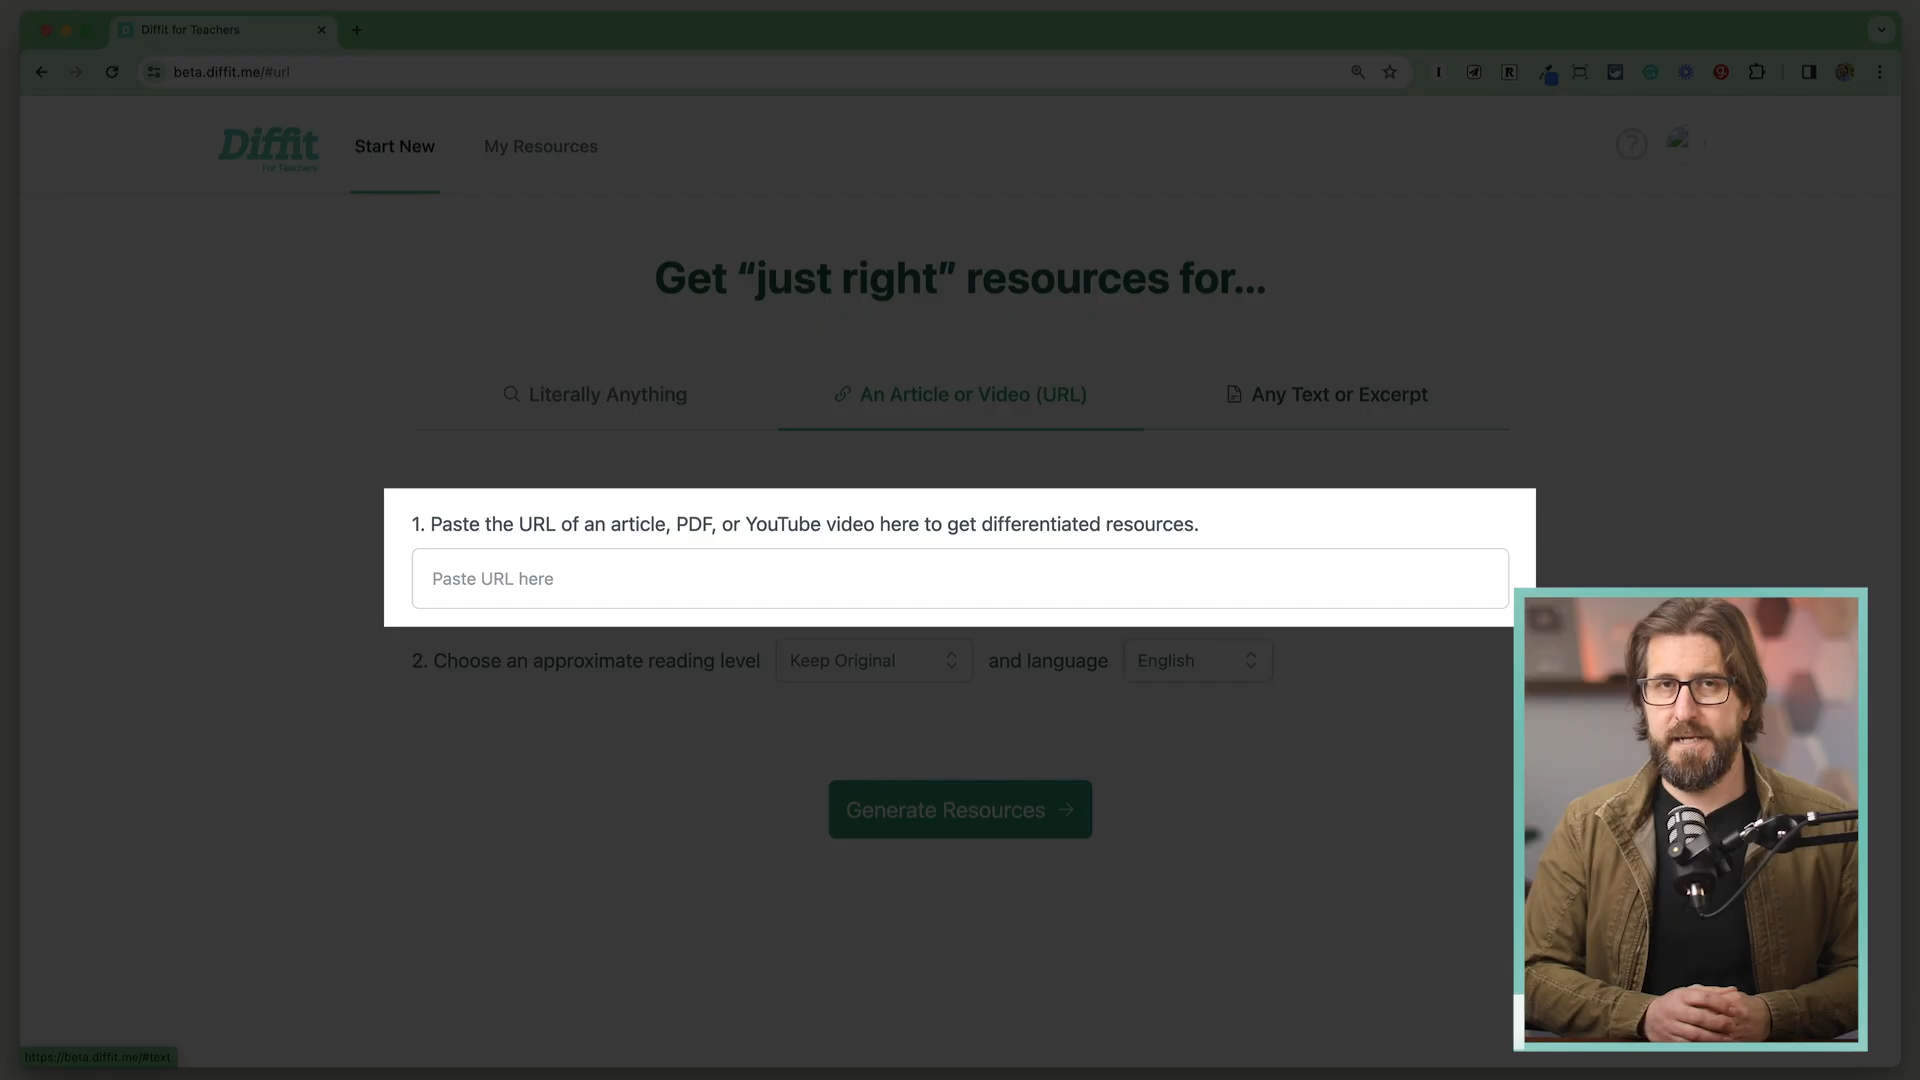 Diffit for Teachers
beta.diffit.me/#url
Diffit
For Teachers
Start New
My Resources
?
Get “just right” resources for...
Literally Anything
An Article or Video (URL)
Any Text or Excerpt
1. Paste the URL of an article, PDF, or YouTube video here to get differentiated resources.
Paste URL here
2. Choose an approximate reading level Keep Original and language English
Generate Resources →
https://beta.diffit.me/#text